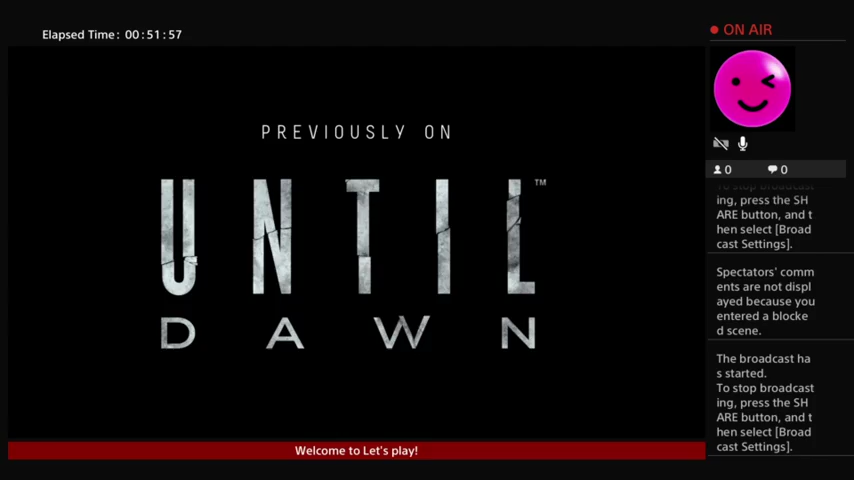 Elapsed Time: 00:51:57
ON AIR
PREVIOUSLY ON
UNTIL™
DAWN
0 0
To stop broadcast
ing, press the SH
ARE button, and t
hen select [Broad
cast Settings].
Spectators' comm
ents are not displ
ayed because you
entered a blocke
d scene.
The broadcast ha
s started.
To stop broadcast
ing, press the SH
ARE button, and t
hen select [Broad
cast Settings].
Welcome to Let's play!